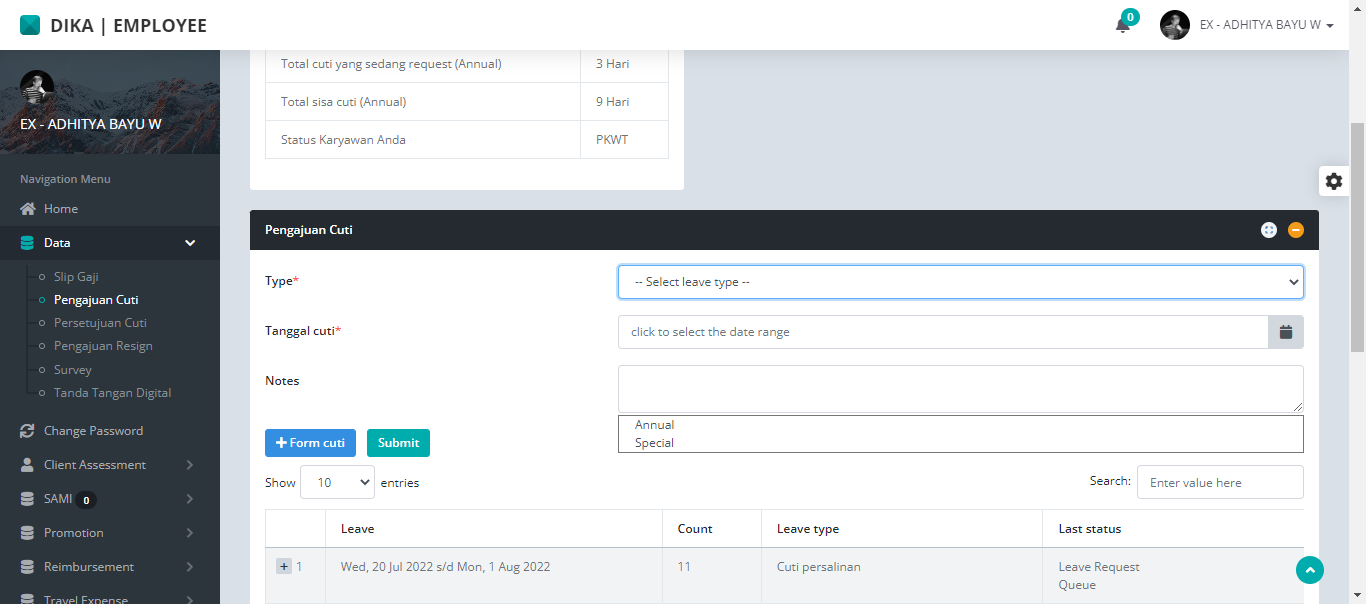 DIKA | EMPLOYEE
0
EX - ADHITYA BAYU W
EX - ADHITYA BAYU W
Navigation Menu
Home
Data
Slip Gaji
Pengajuan Cuti
Persetujuan Cuti
Pengajuan Resign
Survey
Tanda Tangan Digital
Change Password
Client Assessment
SAMI 0
Promotion
Reimbursement
Travel Expense
Total cuti yang sedang request (Annual) 3 Hari
Total sisa cuti (Annual) 9 Hari
Status Karyawan Anda PKWT
Pengajuan Cuti
Type* -- Select leave type --
Tanggal cuti* click to select the date range
Notes
Annual
Special
+ Form cuti Submit
Show 10 entries Search: Enter value here
Leave Count Leave type Last status
+ 1 Wed, 20 Jul 2022 s/d Mon, 1 Aug 2022 11 Cuti persalinan Leave Request
Queue